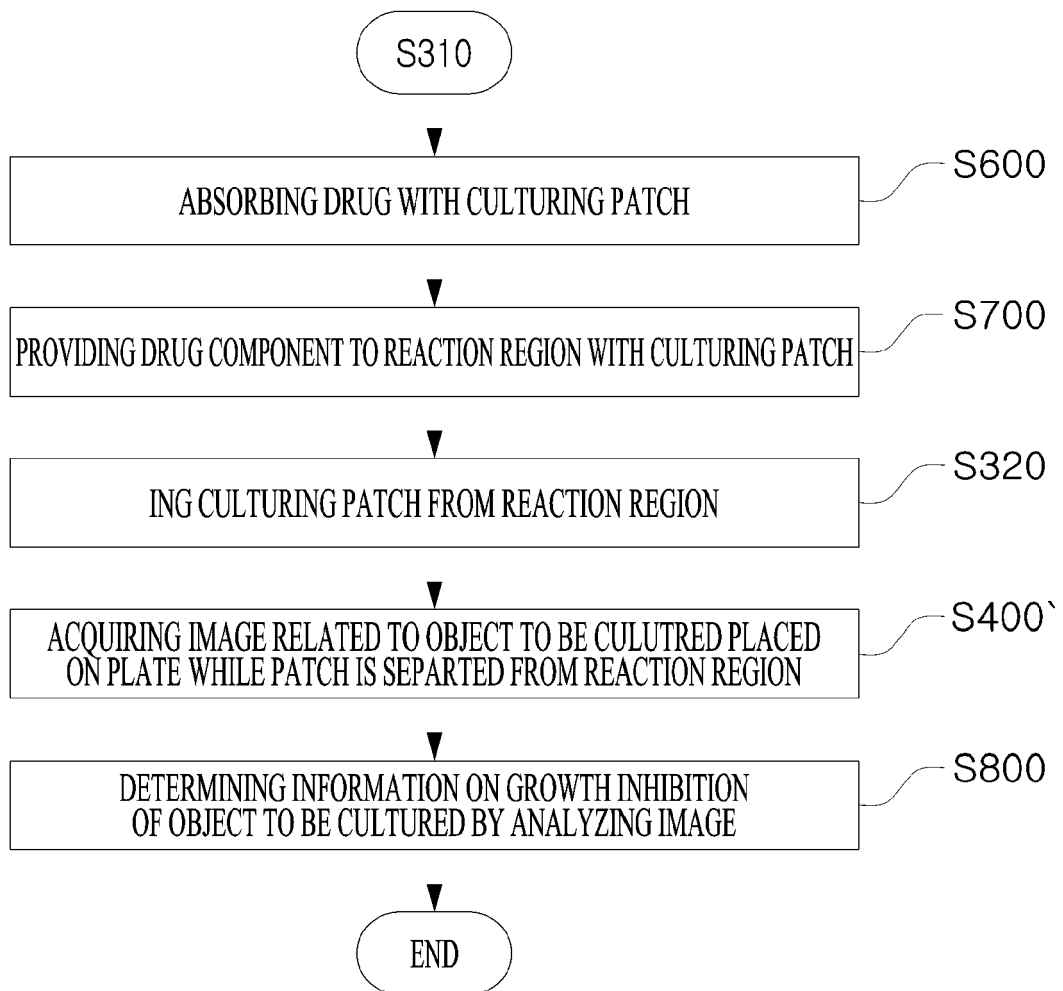 S310
S600
ABSORBING DRUG WITH CULTURING PATCH
S700
PROVIDING DRUG COMPONENT TO REACTION REGION WITH CULTURING PATCH
S320
ING CULTURING PATCH FROM REACTION REGION
S400`
ACQUIRING IMAGE RELATED TO OBJECT TO BE CULUTRED PLACED
ON PLATE WHILE PATCH IS SEPARTED FROM REACTION REGION
S800
DETERMINING INFORMATION ON GROWTH INHIBITION
OF OBJECT TO BE CULTURED BY ANALYZING IMAGE
END